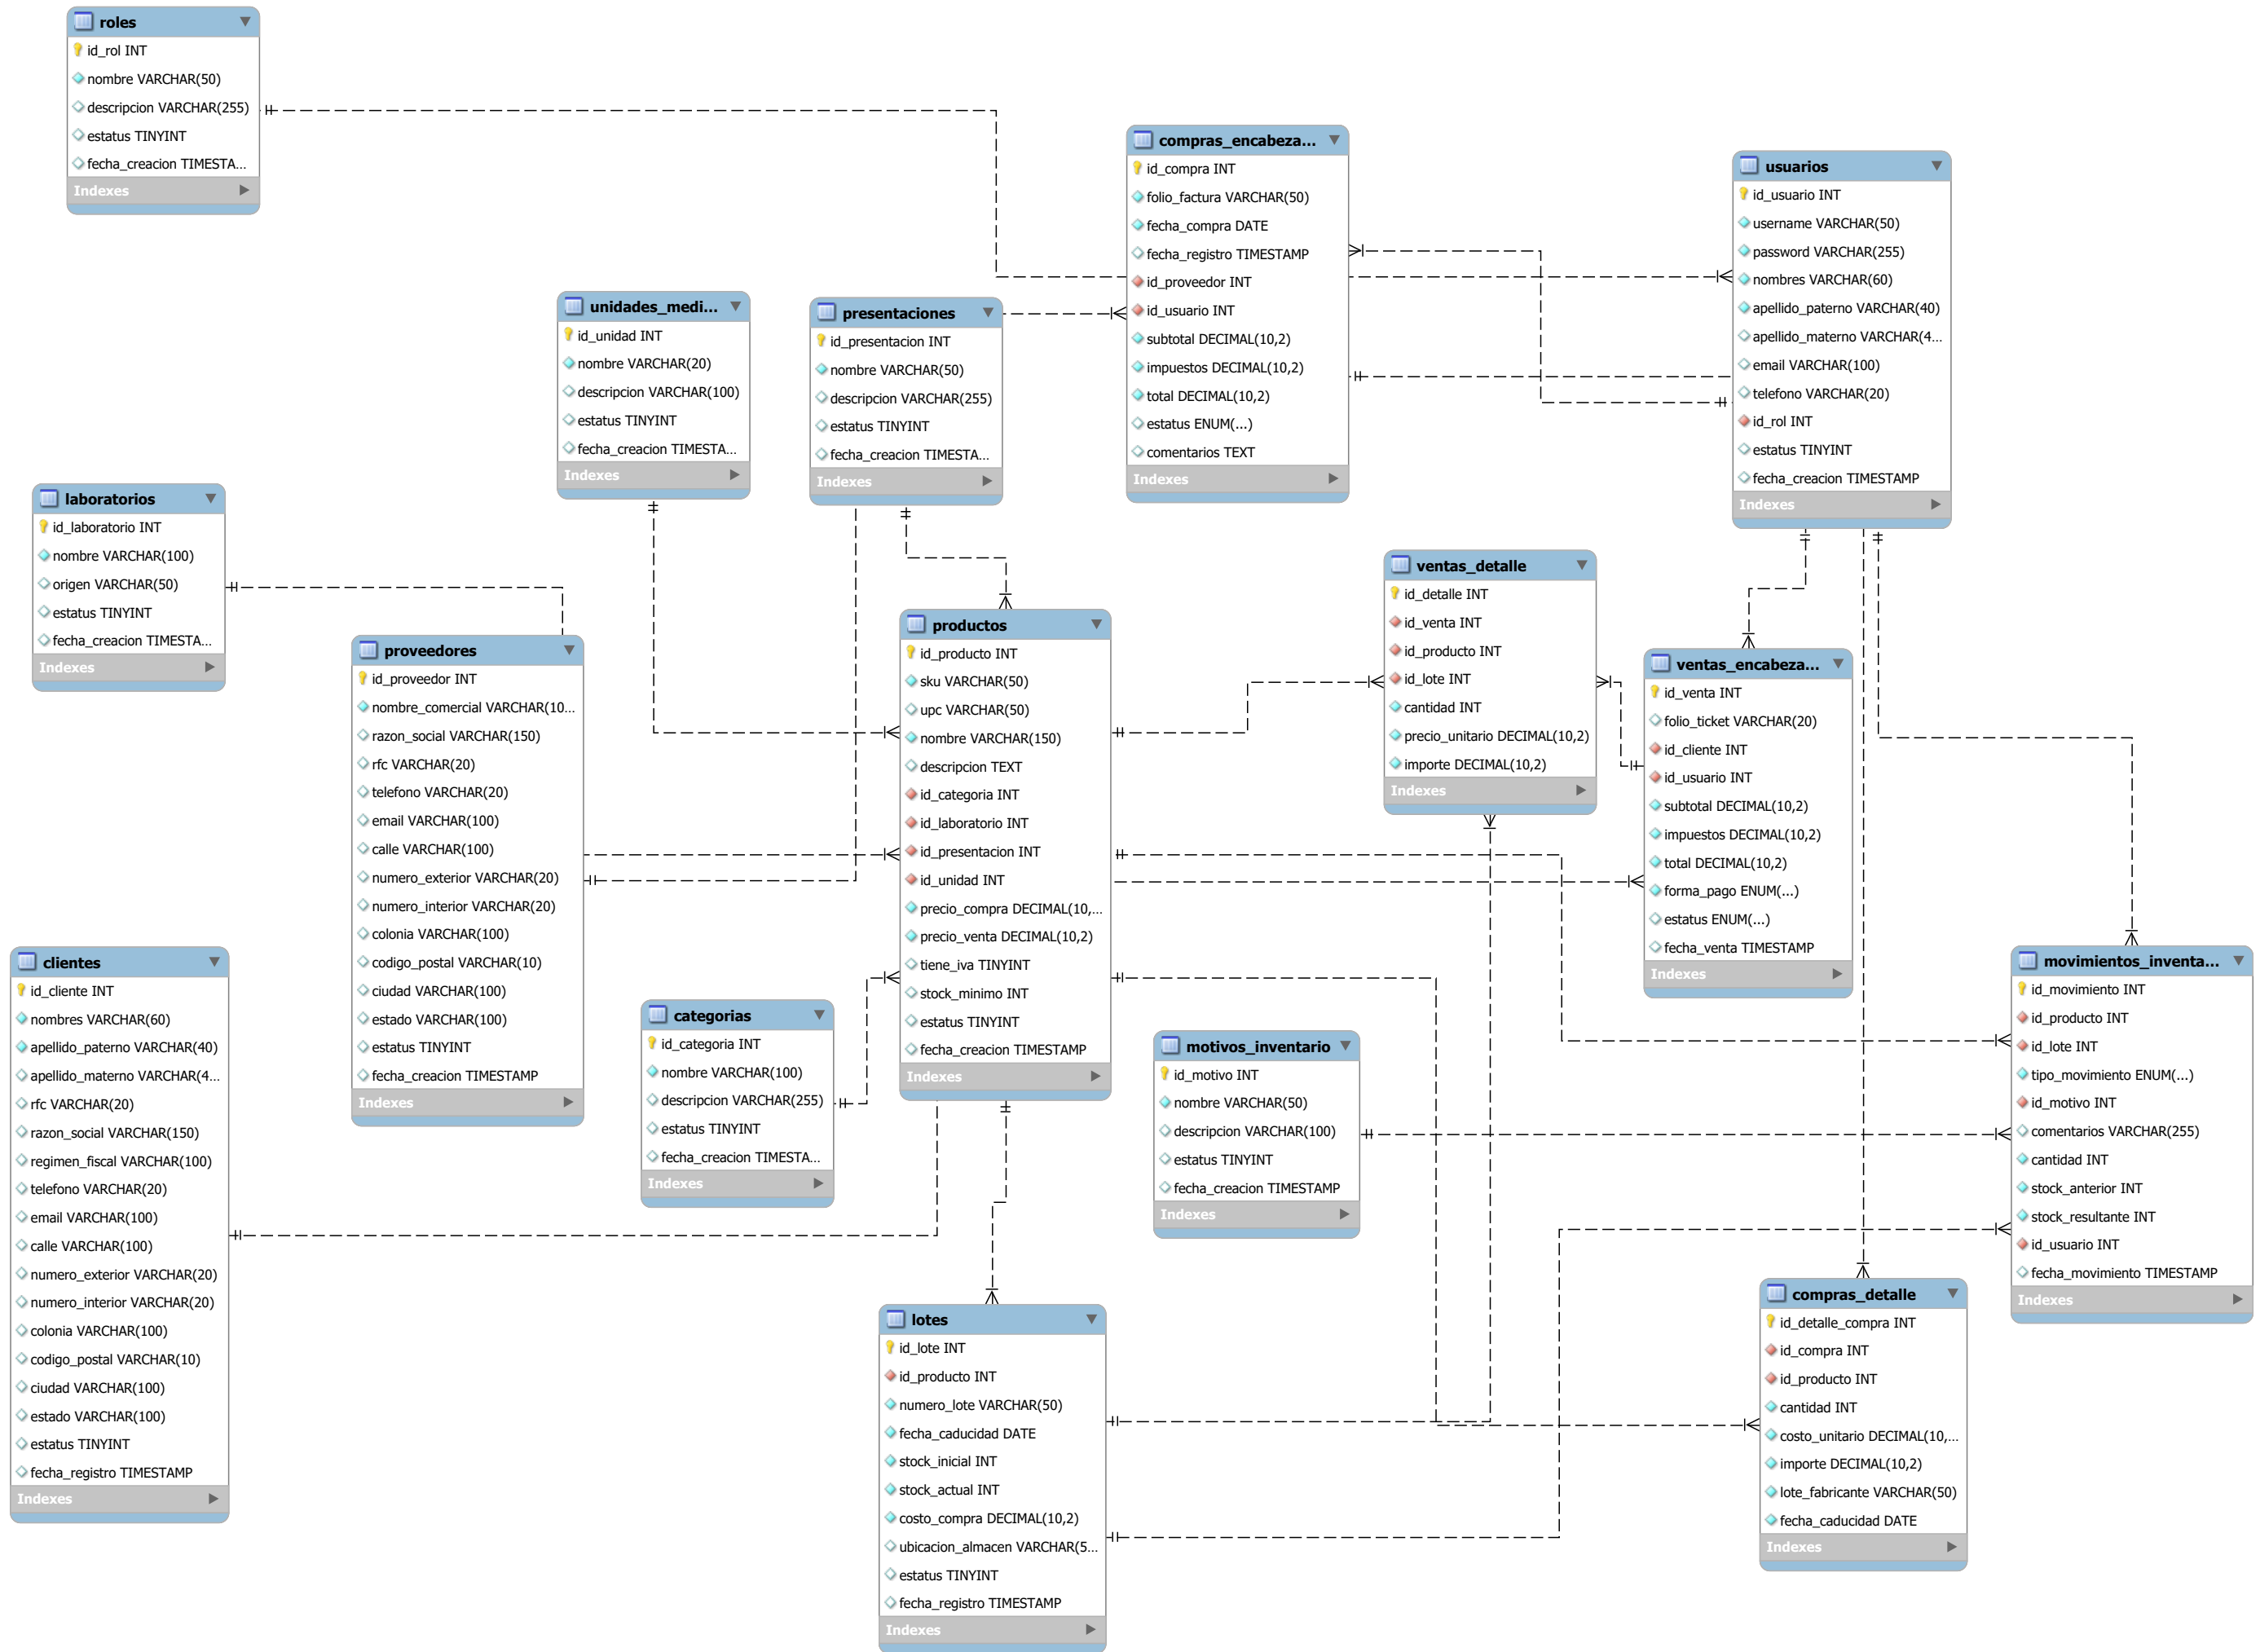 roles
id_rol INT
nombre VARCHAR(50)
descripcion VARCHAR(255)
estatus TINYINT
fecha_creacion TIMESTA...
Indexes
compras_encabeza...
id_compra INT
folio_factura VARCHAR(50)
fecha_compra DATE
fecha_registro TIMESTAMP
id_proveedor INT
id_usuario INT
subtotal DECIMAL(10,2)
impuestos DECIMAL(10,2)
total DECIMAL(10,2)
estatus ENUM(...)
comentarios TEXT
Indexes
usuarios
id_usuario INT
username VARCHAR(50)
password VARCHAR(255)
nombres VARCHAR(60)
apellido_paterno VARCHAR(40)
apellido_materno VARCHAR(4...
email VARCHAR(100)
telefono VARCHAR(20)
id_rol INT
estatus TINYINT
fecha_creacion TIMESTAMP
Indexes
unidades_medi...
id_unidad INT
nombre VARCHAR(20)
descripcion VARCHAR(100)
estatus TINYINT
fecha_creacion TIMESTA...
Indexes
presentaciones
id_presentacion INT
nombre VARCHAR(50)
descripcion VARCHAR(255)
estatus TINYINT
fecha_creacion TIMESTA...
Indexes
laboratorios
id_laboratorio INT
nombre VARCHAR(100)
origen VARCHAR(50)
estatus TINYINT
fecha_creacion TIMESTA...
Indexes
proveedores
id_proveedor INT
nombre_comercial VARCHAR(10...
razon_social VARCHAR(150)
rfc VARCHAR(20)
telefono VARCHAR(20)
email VARCHAR(100)
calle VARCHAR(100)
numero_exterior VARCHAR(20)
numero_interior VARCHAR(20)
colonia VARCHAR(100)
codigo_postal VARCHAR(10)
ciudad VARCHAR(100)
estado VARCHAR(100)
estatus TINYINT
fecha_creacion TIMESTAMP
Indexes
productos
id_producto INT
sku VARCHAR(50)
upc VARCHAR(50)
nombre VARCHAR(150)
descripcion TEXT
id_categoria INT
id_laboratorio INT
id_presentacion INT
id_unidad INT
precio_compra DECIMAL(10,...
precio_venta DECIMAL(10,2)
tiene_iva TINYINT
stock_minimo INT
estatus TINYINT
fecha_creacion TIMESTAMP
Indexes
ventas_detalle
id_detalle INT
id_venta INT
id_producto INT
id_lote INT
cantidad INT
precio_unitario DECIMAL(10,2)
importe DECIMAL(10,2)
Indexes
ventas_encabeza...
id_venta INT
folio_ticket VARCHAR(20)
id_cliente INT
id_usuario INT
subtotal DECIMAL(10,2)
impuestos DECIMAL(10,2)
total DECIMAL(10,2)
forma_pago ENUM(...)
estatus ENUM(...)
fecha_venta TIMESTAMP
Indexes
clientes
id_cliente INT
nombres VARCHAR(60)
apellido_paterno VARCHAR(40)
apellido_materno VARCHAR(4...
rfc VARCHAR(20)
razon_social VARCHAR(150)
regimen_fiscal VARCHAR(100)
telefono VARCHAR(20)
email VARCHAR(100)
calle VARCHAR(100)
numero_exterior VARCHAR(20)
numero_interior VARCHAR(20)
colonia VARCHAR(100)
codigo_postal VARCHAR(10)
ciudad VARCHAR(100)
estado VARCHAR(100)
estatus TINYINT
fecha_registro TIMESTAMP
Indexes
categorias
id_categoria INT
nombre VARCHAR(100)
descripcion VARCHAR(255)
estatus TINYINT
fecha_creacion TIMESTA...
Indexes
motivos_inventario
id_motivo INT
nombre VARCHAR(50)
descripcion VARCHAR(100)
estatus TINYINT
fecha_creacion TIMESTAMP
Indexes
movimientos_inventa...
id_movimiento INT
id_producto INT
id_lote INT
tipo_movimiento ENUM(...)
id_motivo INT
comentarios VARCHAR(255)
cantidad INT
stock_anterior INT
stock_resultante INT
id_usuario INT
fecha_movimiento TIMESTAMP
Indexes
lotes
id_lote INT
id_producto INT
numero_lote VARCHAR(50)
fecha_caducidad DATE
stock_inicial INT
stock_actual INT
costo_compra DECIMAL(10,2)
ubicacion_almacen VARCHAR(5...
estatus TINYINT
fecha_registro TIMESTAMP
Indexes
compras_detalle
id_detalle_compra INT
id_compra INT
id_producto INT
cantidad INT
costo_unitario DECIMAL(10,...
importe DECIMAL(10,2)
lote_fabricante VARCHAR(50)
fecha_caducidad DATE
Indexes